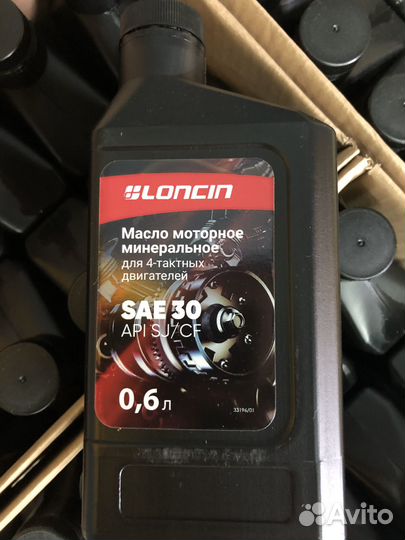 LONCIN
Масло моторное
минеральное
для 4-тактных
двигателей
SAE 30
API SJ/CF
0,6 л
33196/01
Avito